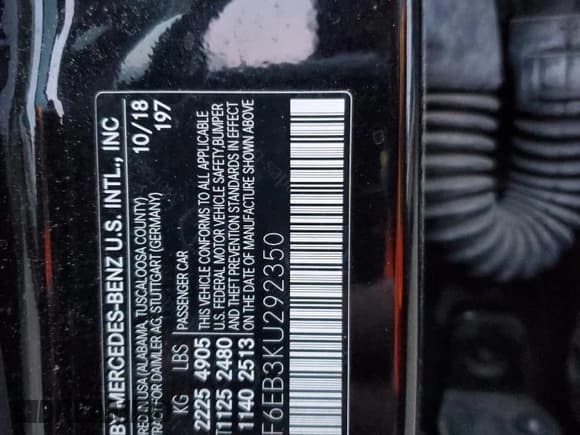 BY MERCEDES-BENZ U.S. INTL., INC
RED IN USA (ALABAMA, TUSCALOOSA COUNTY)
TRACT FOR DAIMLER AG, STUTTGART (GERMANY)
10/18
197
KG LBS PASSENGER CAR
2225 4905 THIS VEHICLE CONFORMS TO ALL APPLICABLE
U.S. FEDERAL MOTOR VEHICLE SAFETY,BUMPER
1125 2480 AND THEFT PREVENTION STANDARDS IN EFFECT
1140 2513 ON DATE OF MANUFACTURE SHOWN ABOVE
F6EB3KU292350